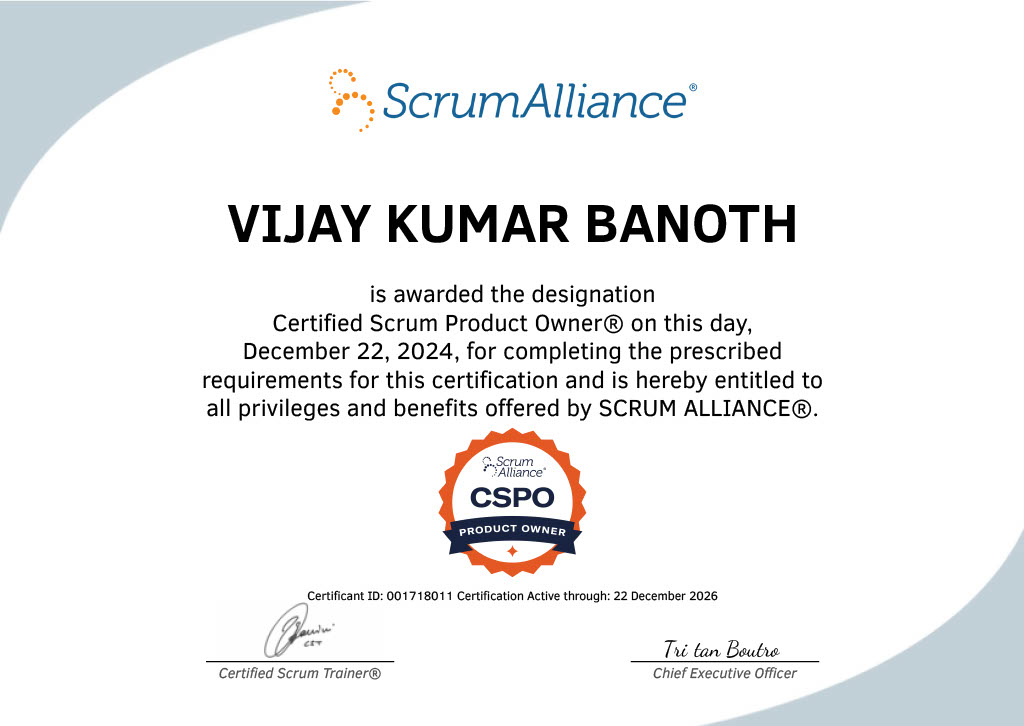 ScrumAlliance®
VIJAY KUMAR BANOTH
is awarded the designation
Certified Scrum Product Owner® on this day,
December 22, 2024, for completing the prescribed
requirements for this certification and is hereby entitled to
all privileges and benefits offered by SCRUM ALLIANCE®.
Scrum
Alliance®
CSPO
PRODUCT OWNER
Certificant ID: 001718011 Certification Active through: 22 December 2026
CST
Tri tan Boutro
Certified Scrum Trainer®
Chief Executive Officer